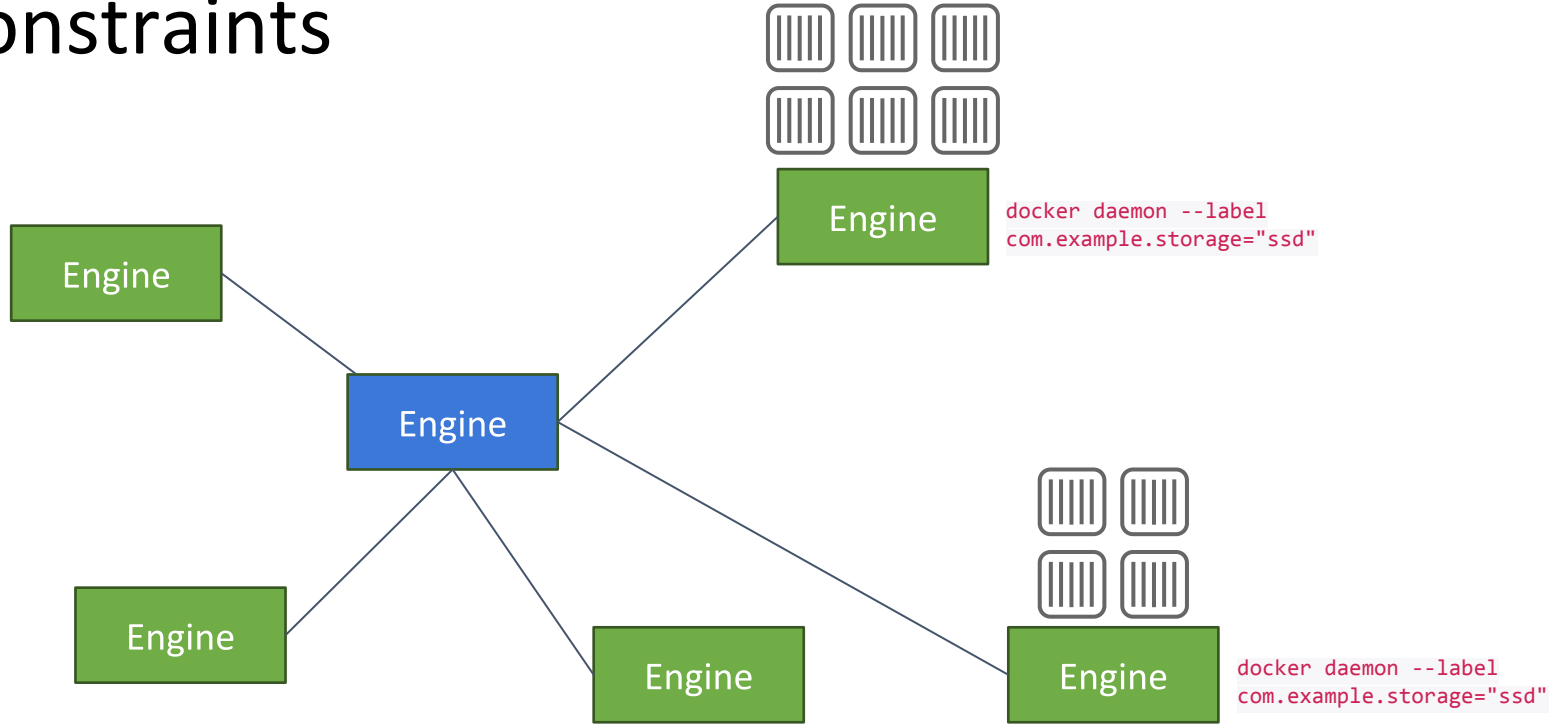 onstraints
Engine
docker daemon --label
com.example.storage="ssd"
Engine
Engine
Engine
Engine
Engine
docker daemon --label
com.example.storage="ssd"